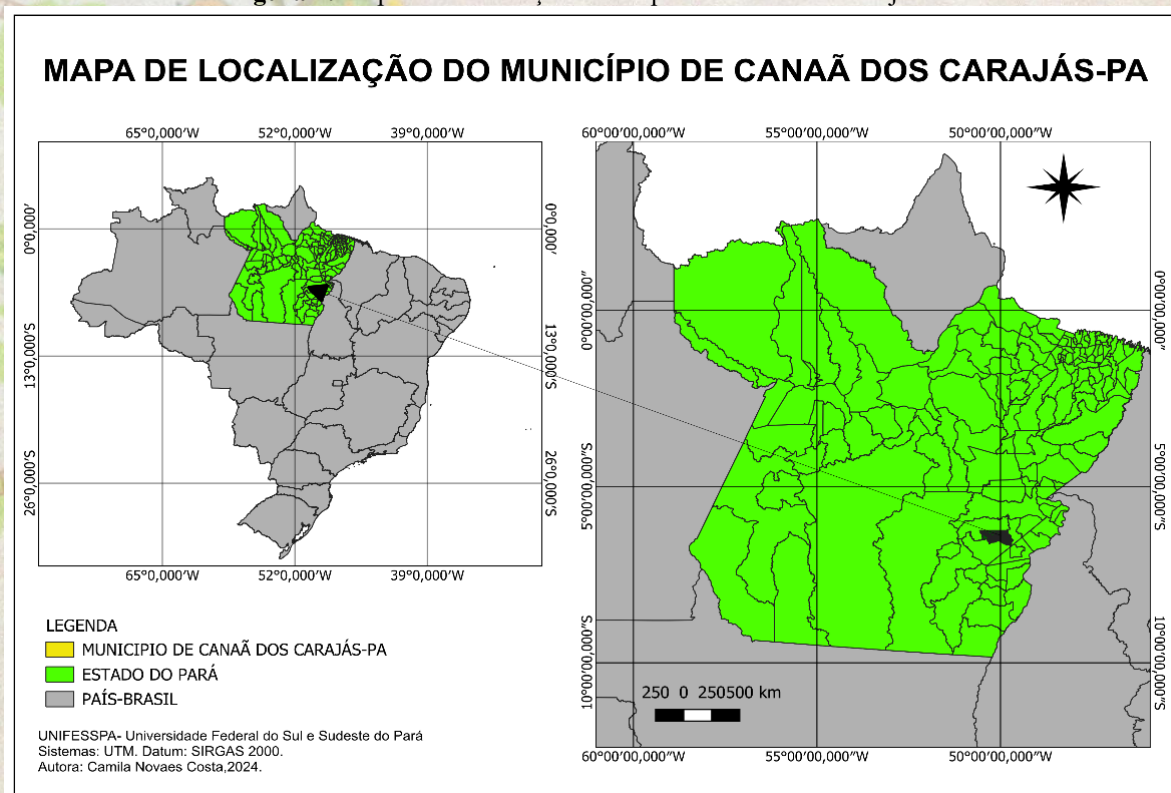 MAPA DE LOCALIZAÇÃO DO MUNICÍPIO DE CANAÃ DOS CARAJÁS-PA
65°0,000'W 52°0,000'W 39°0,000'W
0°0,000'
13°0,000'S
26°0,000'S
0°0,000'
13°0,000'S
26°0,000'S
65°0,000'W 52°0,000'W 39°0,000'W
60°00'00,000"W 55°00'00,000"W 50°00'00,000"W
0°00'00,000"
5°00'00,000"S
10°00'00,000"S
0°00'00,000"
5°00'00,000"S
10°00'00,000"S
250 0 250500 km
60°00'00,000"W 55°00'00,000"W 50°00'00,000"W
LEGENDA
MUNICIPIO DE CANAÃ DOS CARAJÁS-PA
ESTADO DO PARÁ
PAÍS-BRASIL
UNIFESSPA- Universidade Federal do Sul e Sudeste do Pará
Sistemas: UTM. Datum: SIRGAS 2000.
Autora: Camila Novaes Costa,2024.